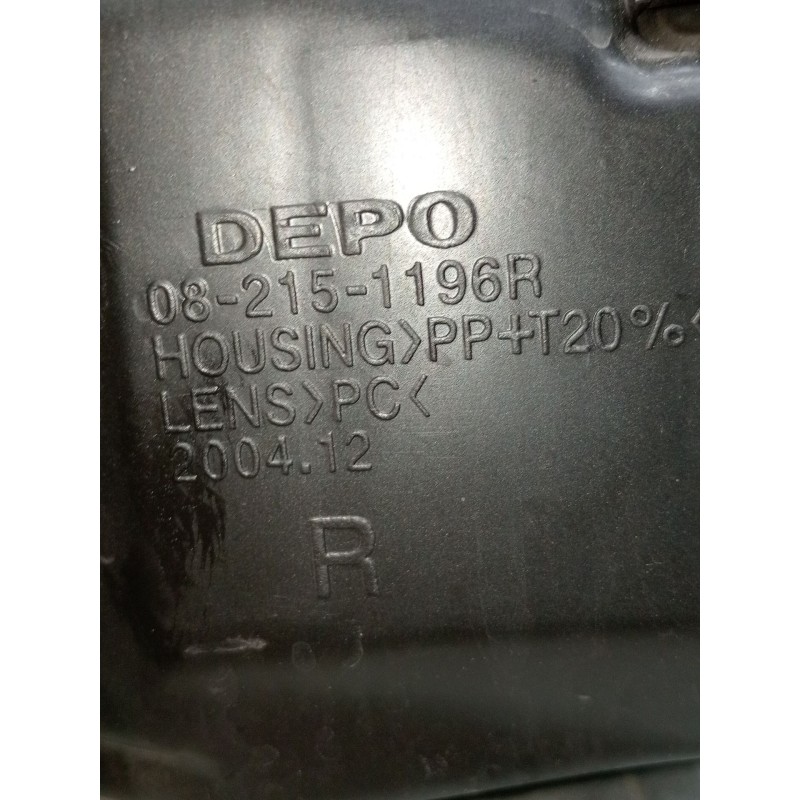 DEPO
08-215-1196R
HOUSING>PP+T20%<
LENS>PC<
2004.12
R